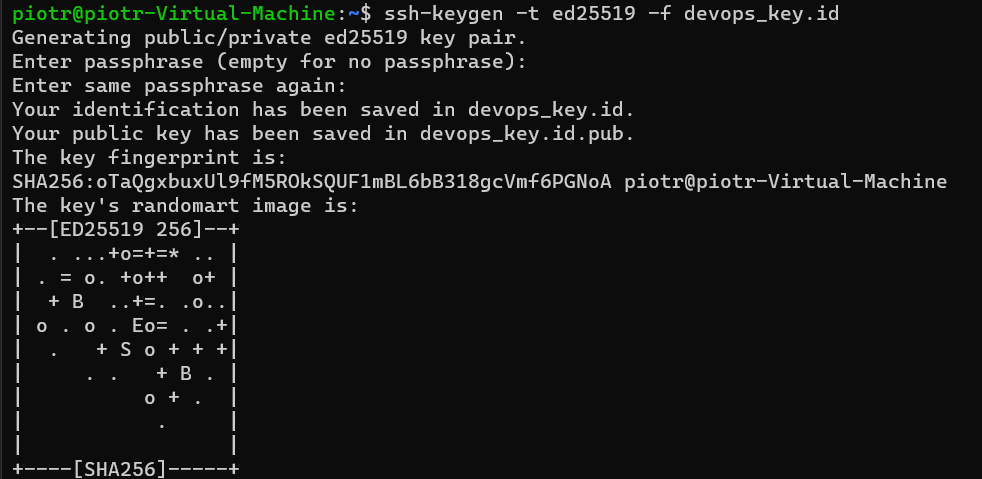 piotr@piotr-Virtual-Machine:~$ ssh-keygen -t ed25519 -f devops_key.id
Generating public/private ed25519 key pair.
Enter passphrase (empty for no passphrase):
Enter same passphrase again:
Your identification has been saved in devops_key.id.
Your public key has been saved in devops_key.id.pub.
The key fingerprint is:
SHA256:oTaQgxbuxUl9fM5ROkSQUF1mBL6bB318gcVmf6PGNoA piotr@piotr-Virtual-Machine
The key's randomart image is:
+--[ED25519 256]--+
|  . ...+o=+=* .. |
| . = o. +o++  o+ |
|  + B  ..+=. .o..|
| o . o . Eo= . .+|
|  .   + S o + + +|
|     . .   + B . |
|          o + .  |
|           .     |
|                 |
+----[SHA256]-----+